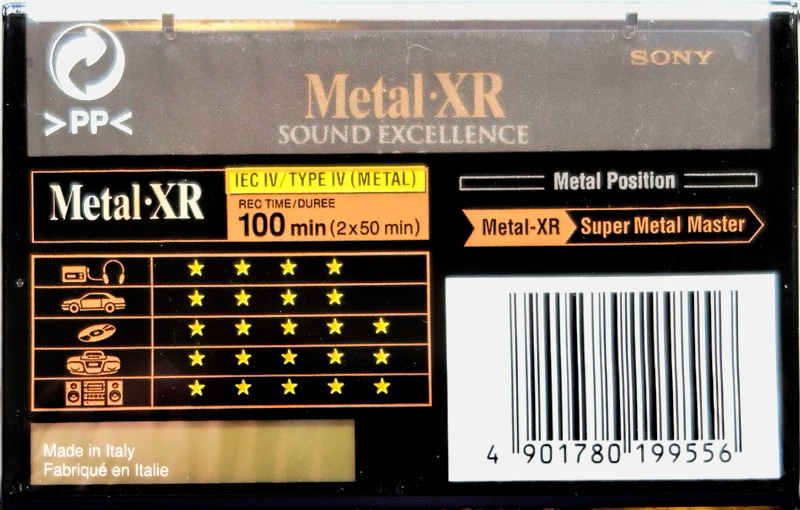 SONY
>PP<
Metal·XR
SOUND EXCELLENCE
Metal·XR
IEC IV/TYPE IV (METAL)
REC TIME/DUREE
100 min (2x50 min)
Metal Position
Metal-XR Super Metal Master
Made in Italy
Fabriqué en Italie
4 901780 199556